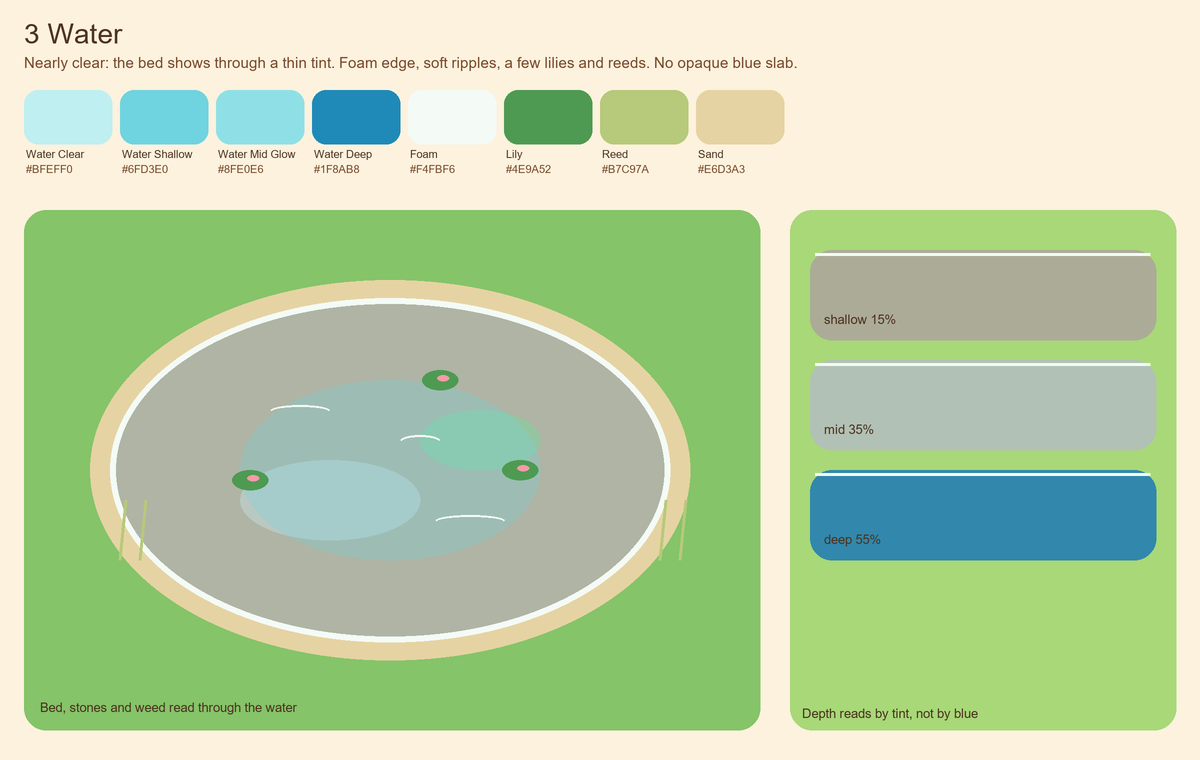 3 Water
Nearly clear: the bed shows through a thin tint. Foam edge, soft ripples, a few lilies and reeds. No opaque blue slab.
Water Clear
#BFEFF0
Water Shallow
#6FD3E0
Water Mid Glow
#8FE0E6
Water Deep
#1F8AB8
Foam
#F4FBF6
Lily
#4E9A52
Reed
#B7C97A
Sand
#E6D3A3
Bed, stones and weed read through the water
shallow 15%
mid 35%
deep 55%
Depth reads by tint, not by blue